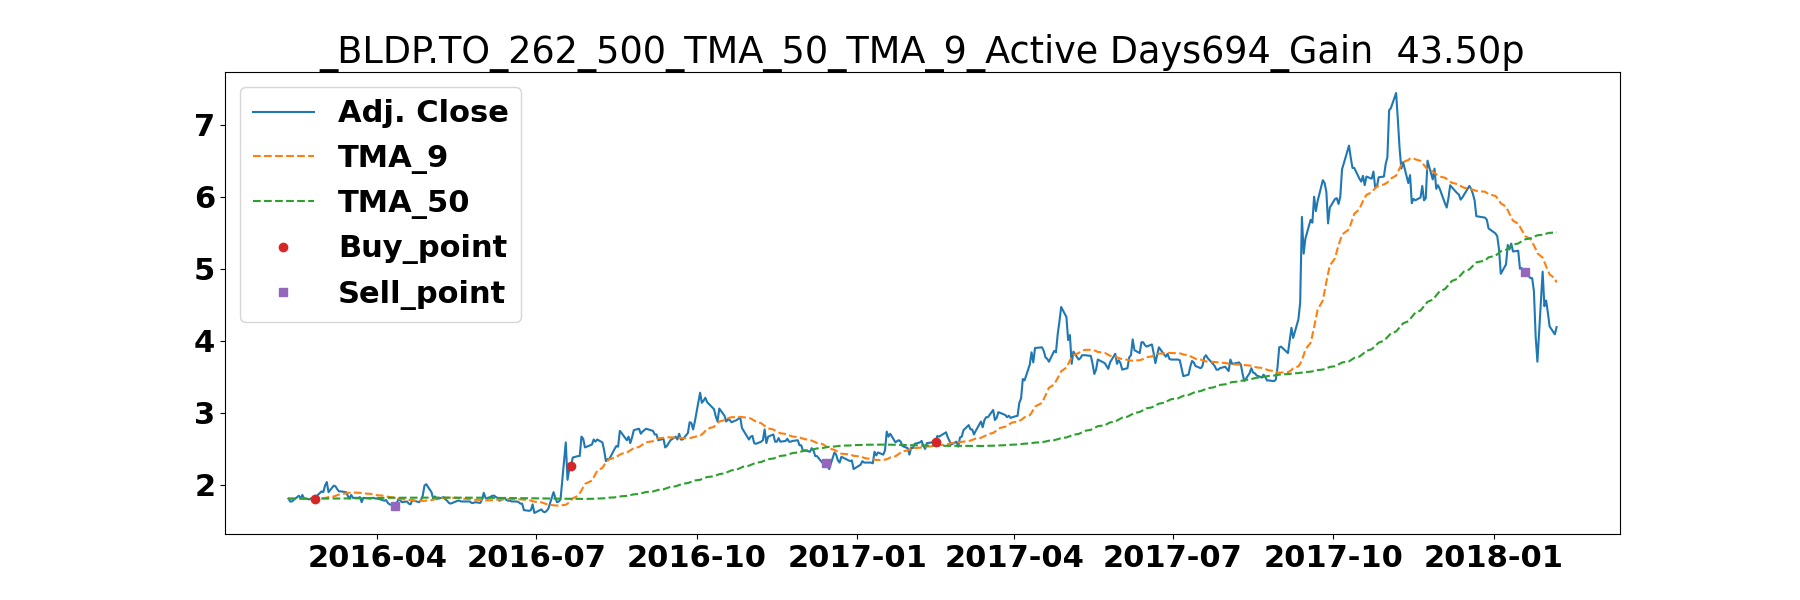 _BLDP.TO_262_500_TMA_50_TMA_9_Active Days694_Gain  43.50p
Adj. Close
TMA_9
TMA_50
Buy_point
Sell_point
7
6
5
4
3
2
2016-04 2016-07 2016-10 2017-01 2017-04 2017-07 2017-10 2018-01